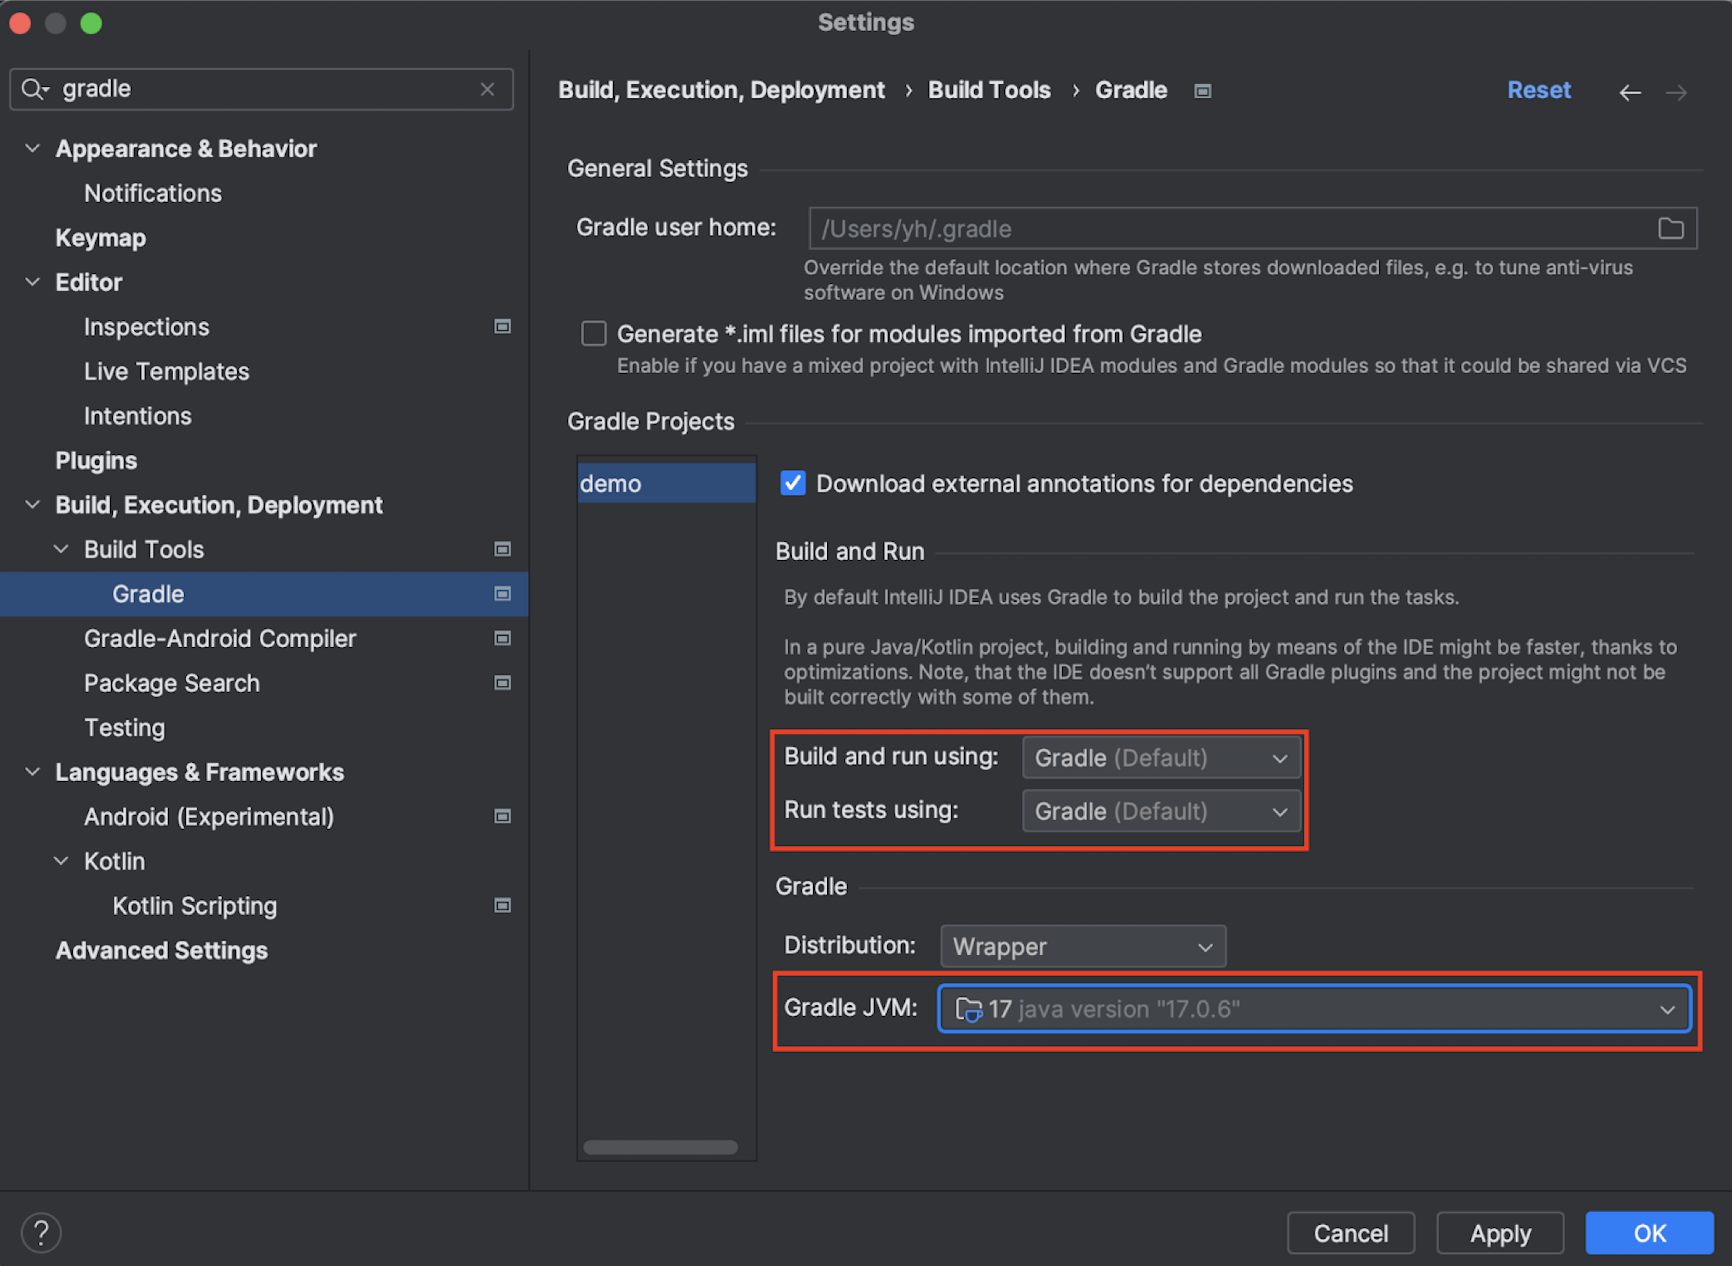 Settings
gradle
Appearance & Behavior
Notifications
Keymap
Editor
Inspections
Live Templates
Intentions
Plugins
Build, Execution, Deployment
Build Tools
Gradle
Gradle-Android Compiler
Package Search
Testing
Languages & Frameworks
Android (Experimental)
Kotlin
Kotlin Scripting
Advanced Settings
Build, Execution, Deployment › Build Tools › Gradle
Reset
General Settings
Gradle user home: /Users/yh/.gradle
Override the default location where Gradle stores downloaded files, e.g. to tune anti-virus
software on Windows
Generate *.iml files for modules imported from Gradle
Enable if you have a mixed project with IntelliJ IDEA modules and Gradle modules so that it could be shared via VCS
Gradle Projects
demo
Download external annotations for dependencies
Build and Run
By default IntelliJ IDEA uses Gradle to build the project and run the tasks.
In a pure Java/Kotlin project, building and running by means of the IDE might be faster, thanks to
optimizations. Note, that the IDE doesn't support all Gradle plugins and the project might not be
built correctly with some of them.
Build and run using: Gradle (Default)
Run tests using: Gradle (Default)
Gradle
Distribution: Wrapper
Gradle JVM: 17 java version "17.0.6"
?
Cancel
Apply
OK